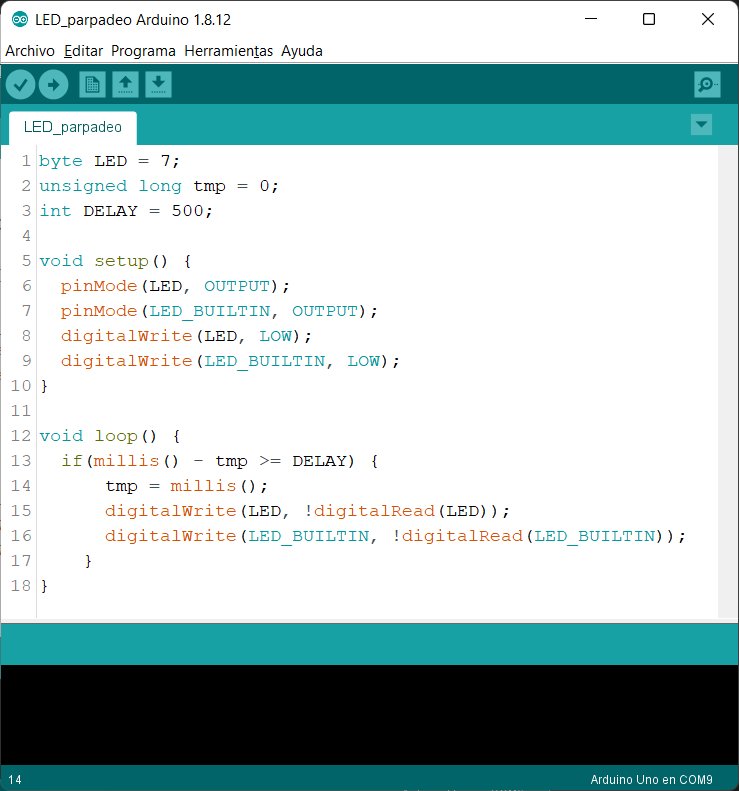 LED_parpadeo Arduino 1.8.12
Archivo Editar Programa Herramientas Ayuda
LED_parpadeo
1 byte LED = 7;
2 unsigned long tmp = 0;
3 int DELAY = 500;
4
5 void setup() {
6   pinMode(LED, OUTPUT);
7   pinMode(LED_BUILTIN, OUTPUT);
8   digitalWrite(LED, LOW);
9   digitalWrite(LED_BUILTIN, LOW);
10 }
11
12 void loop() {
13   if(millis() - tmp >= DELAY) {
14       tmp = millis();
15       digitalWrite(LED, !digitalRead(LED));
16       digitalWrite(LED_BUILTIN, !digitalRead(LED_BUILTIN));
17     }
18 }
14 Arduino Uno en COM9